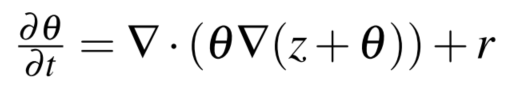 ∂θ/∂t = ∇ · (θ∇(z + θ)) + r